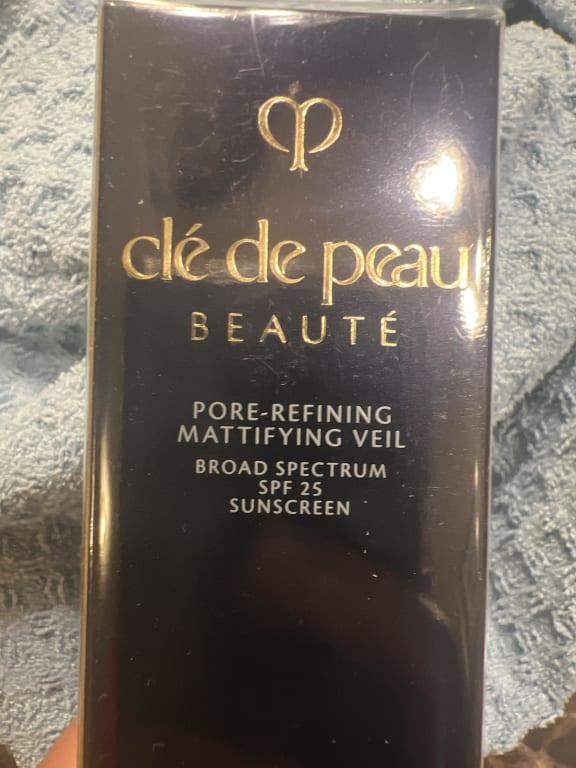 clé de peau
BEAUTÉ
PORE-REFINING
MATTIFYING VEIL
BROAD SPECTRUM
SPF 25
SUNSCREEN